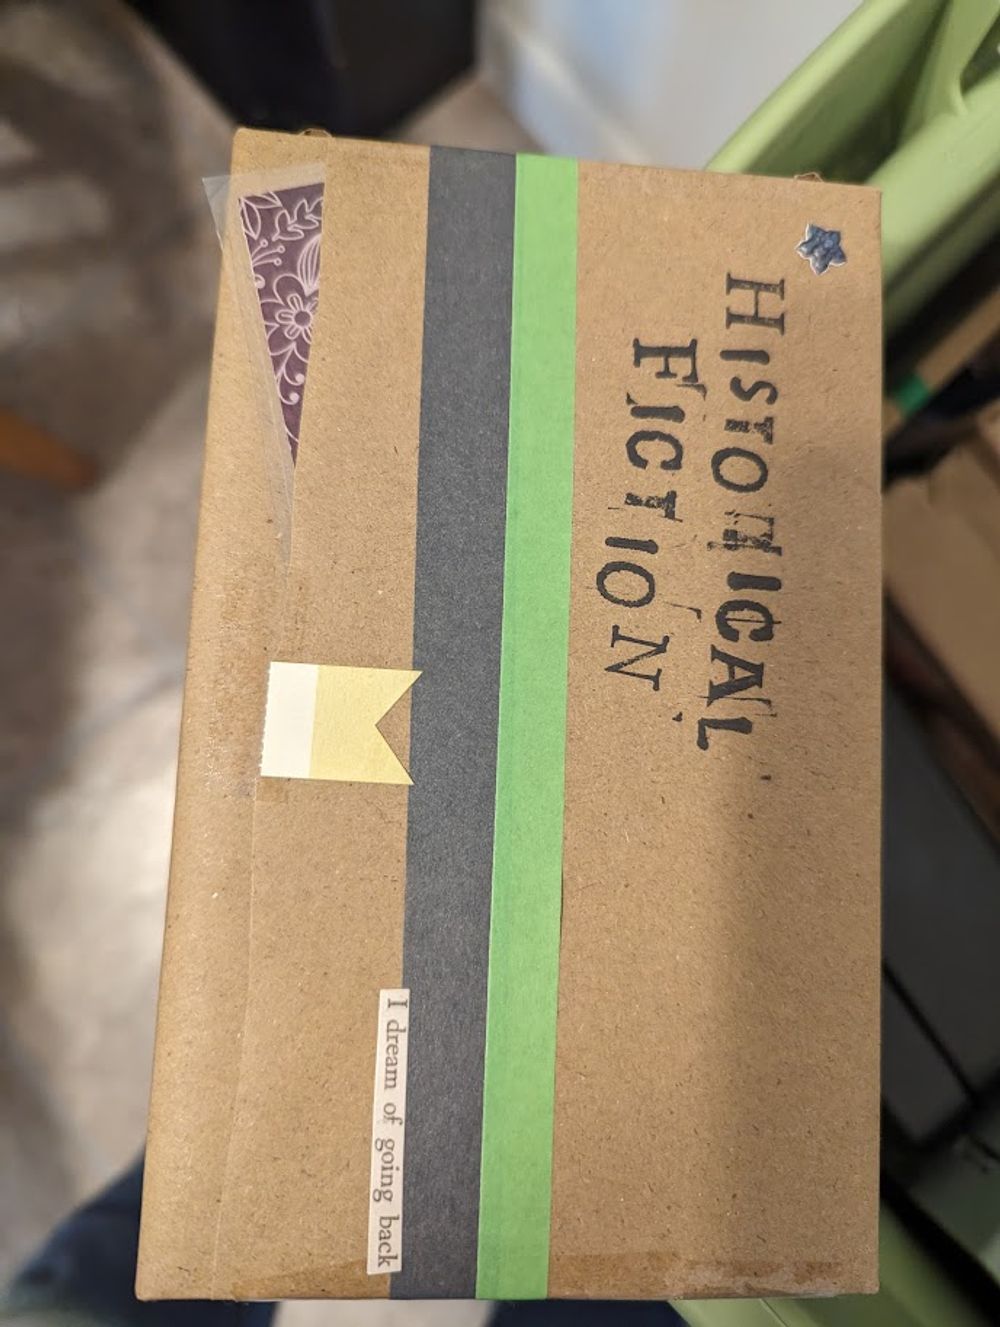 HISTORICAL
FICTION
I dream of going back